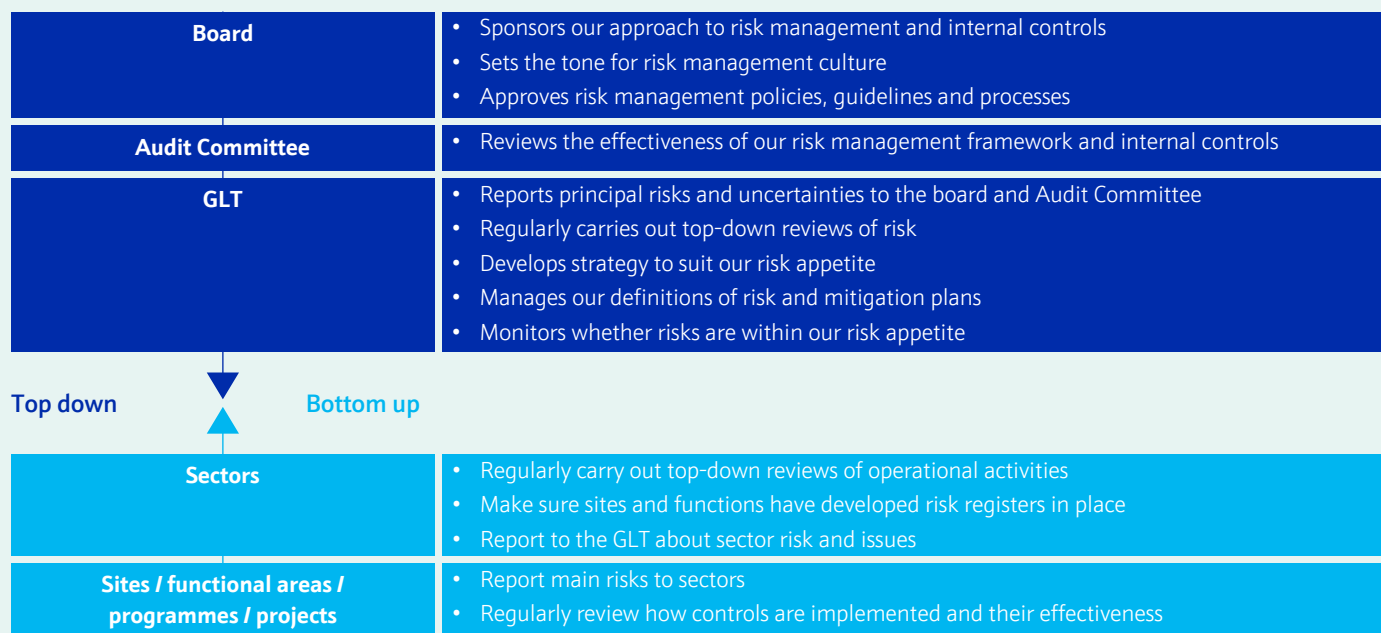 Board
• Sponsors our approach to risk management and internal controls
• Sets the tone for risk management culture
• Approves risk management policies, guidelines and processes
Audit Committee
• Reviews the effectiveness of our risk management framework and internal controls
GLT
• Reports principal risks and uncertainties to the board and Audit Committee
• Regularly carries out top-down reviews of risk
• Develops strategy to suit our risk appetite
• Manages our definitions of risk and mitigation plans
• Monitors whether risks are within our risk appetite
Top down
Bottom up
Sectors
• Regularly carry out top-down reviews of operational activities
• Make sure sites and functions have developed risk registers in place
• Report to the GLT about sector risk and issues
Sites / functional areas /
programmes / projects
• Report main risks to sectors
• Regularly review how controls are implemented and their effectiveness